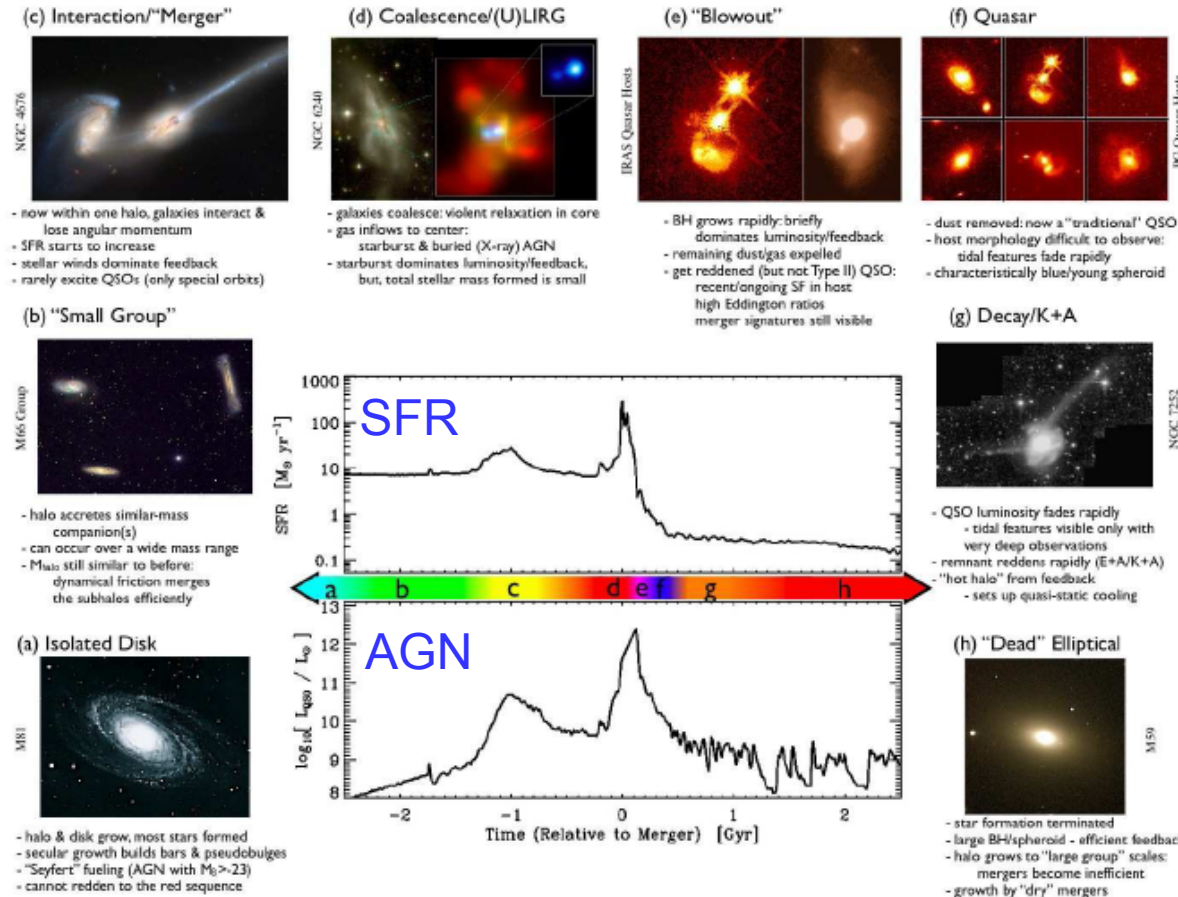 (c) Interaction/"Merger"
NGC 4676
- now within one halo, galaxies interact &
lose angular momentum
- SFR starts to increase
- stellar winds dominate feedback
- rarely excite QSOs (only special orbits)
(d) Coalescence/(U)LIRG
NGC 6240
- galaxies coalesce: violent relaxation in core
- gas inflows to center:
starburst & buried (X-ray) AGN
- starburst dominates luminosity/feedback,
but, total stellar mass formed is small
(e) "Blowout"
IRAS Quasar Hosts
- BH grows rapidly: briefly
dominates luminosity/feedback
- remaining dust/gas expelled
- get reddened (but not Type II) QSO:
recent/ongoing SF in host
high Eddington ratios
merger signatures still visible
(f) Quasar
PG Quasar Hosts
- dust removed: now a "traditional" QSO
- host morphology difficult to observe:
tidal features fade rapidly
- characteristically blue/young spheroid
(b) "Small Group"
M66 Group
- halo accretes similar-mass
companion(s)
- can occur over a wide mass range
- Mhalo still similar to before:
dynamical friction merges
the subhalos efficiently
(a) Isolated Disk
M81
- halo & disk grow, most stars formed
- secular growth builds bars & pseudobulges
- "Seyfert" fueling (AGN with MB>-23)
- cannot redden to the red sequence
SFR
SFR [M⊙ yr⁻¹]
1000
100
10
1
0.1
a b c d e f g h
AGN
log10[ LQSO / L⊙ ]
13
12
11
10
9
8
-2 -1 0 1 2
Time (Relative to Merger) [Gyr]
(g) Decay/K+A
NGC 7252
- QSO luminosity fades rapidly
- tidal features visible only with
very deep observations
- remnant reddens rapidly (E+A/K+A)
- "hot halo" from feedback
- sets up quasi-static cooling
(h) "Dead" Elliptical
M59
- star formation terminated
- large BH/spheroid - efficient feedback
- halo grows to "large group" scales:
mergers become inefficient
- growth by "dry" mergers